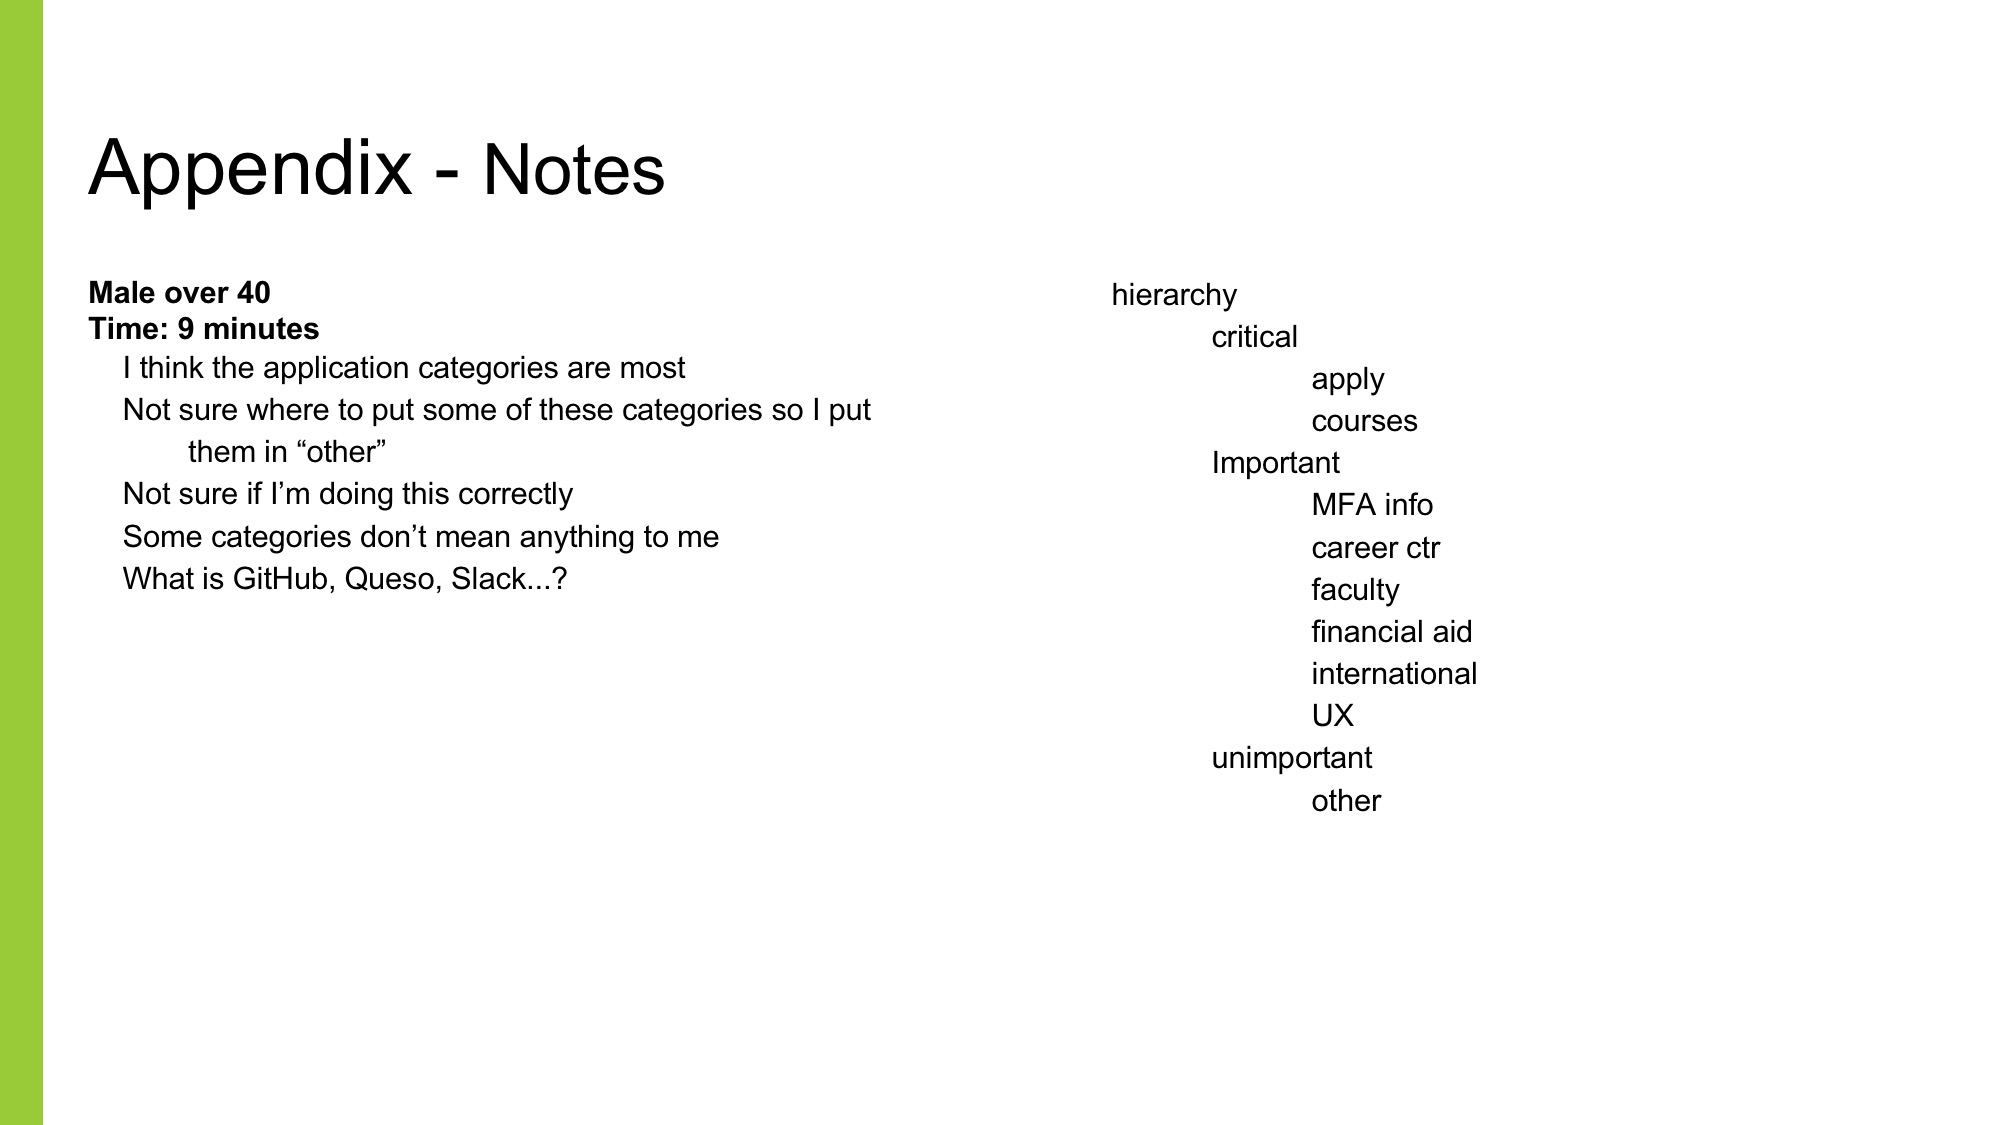 Appendix - Notes
Male over 40
Time: 9 minutes
I think the application categories are most
Not sure where to put some of these categories so I put
them in “other”
Not sure if I’m doing this correctly
Some categories don’t mean anything to me
What is GitHub, Queso, Slack...?
hierarchy
critical
apply
courses
Important
MFA info
career ctr
faculty
financial aid
international
UX
unimportant
other